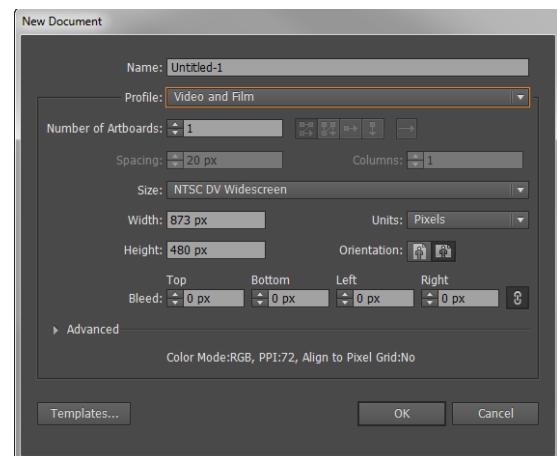 New Document
Name: Untitled-1
Profile: Video and Film
Number of Artboards: 1
Spacing: 20 px Columns: 1
Size: NTSC DV Widescreen
Width: 873 px Units: Pixels
Height: 480 px Orientation:
Top Bottom Left Right
Bleed: 0 px 0 px 0 px 0 px
Advanced
Color Mode:RGB, PPI:72, Align to Pixel Grid:No
Templates... OK Cancel